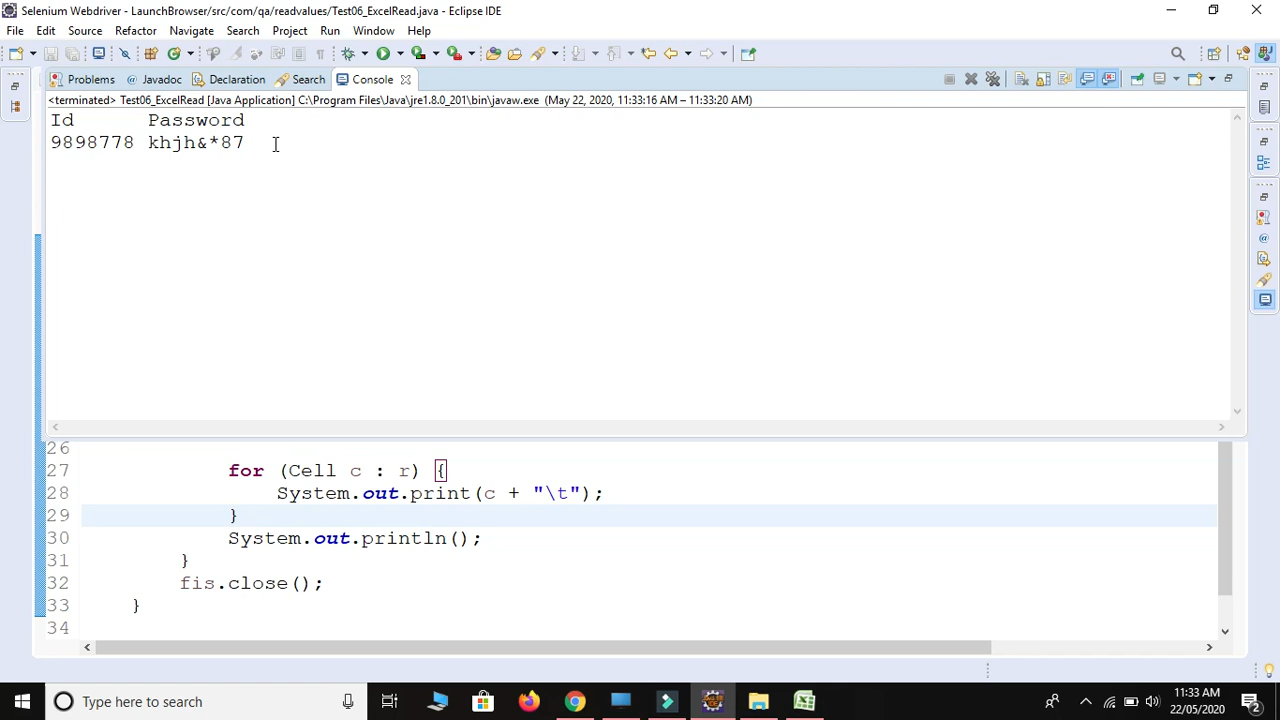 Selenium Webdriver - LaunchBrowser/src/com/qa/readvalues/Test06_ExcelRead.java - Eclipse IDE
File Edit Source Refactor Navigate Search Project Run Window Help
Problems @ Javadoc Declaration Search Console
<terminated> Test06_ExcelRead [Java Application] C:\Program Files\Java\jre1.8.0_201\bin\javaw.exe (May 22, 2020, 11:33:16 AM – 11:33:20 AM)
Id Password
9898778 khjh&*87
26
27 for (Cell c : r) {
28 System.out.print(c + "\t");
29 }
30 System.out.println();
31 }
32 fis.close();
33 }
34
Type here to search
11:33 AM
22/05/2020
2